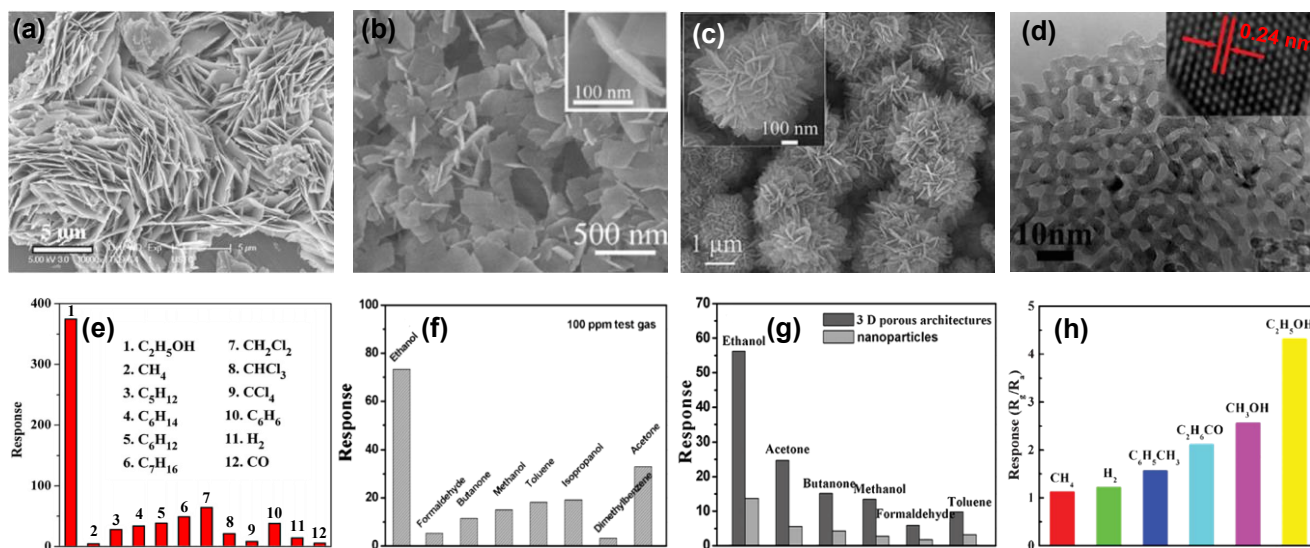 (a)
5 μm
5 μm
(b)
100 nm
500 nm
(c)
100 nm
1 μm
(d)
0.24 nm
10nm
(e)
400
300
200
100
0
Response
1
2
3
4
5
6
7
8
9
10
11
12
1. C₂H₅OH
2. CH₄
3. C₅H₁₂
4. C₆H₁₄
5. C₆H₁₂
6. C₇H₁₆
7. CH₂Cl₂
8. CHCl₃
9. CCl₄
10. C₆H₆
11. H₂
12. CO
(f)
100 ppm test gas
100
80
60
40
20
0
Response
Ethanol
Formaldehyde
Butanone
Methanol
Toluene
Isopropanol
Dimethylbenzene
Acetone
(g)
3 D porous architectures
nanoparticles
70
60
50
40
30
20
10
0
Response
Ethanol
Acetone
Butanone
Methanol
Formaldehyde
Toluene
(h)
5
4
3
2
1
Response (Rg/Ra)
CH₄
H₂
C₆H₅CH₃
C₂H₆CO
CH₃OH
C₂H₅OH